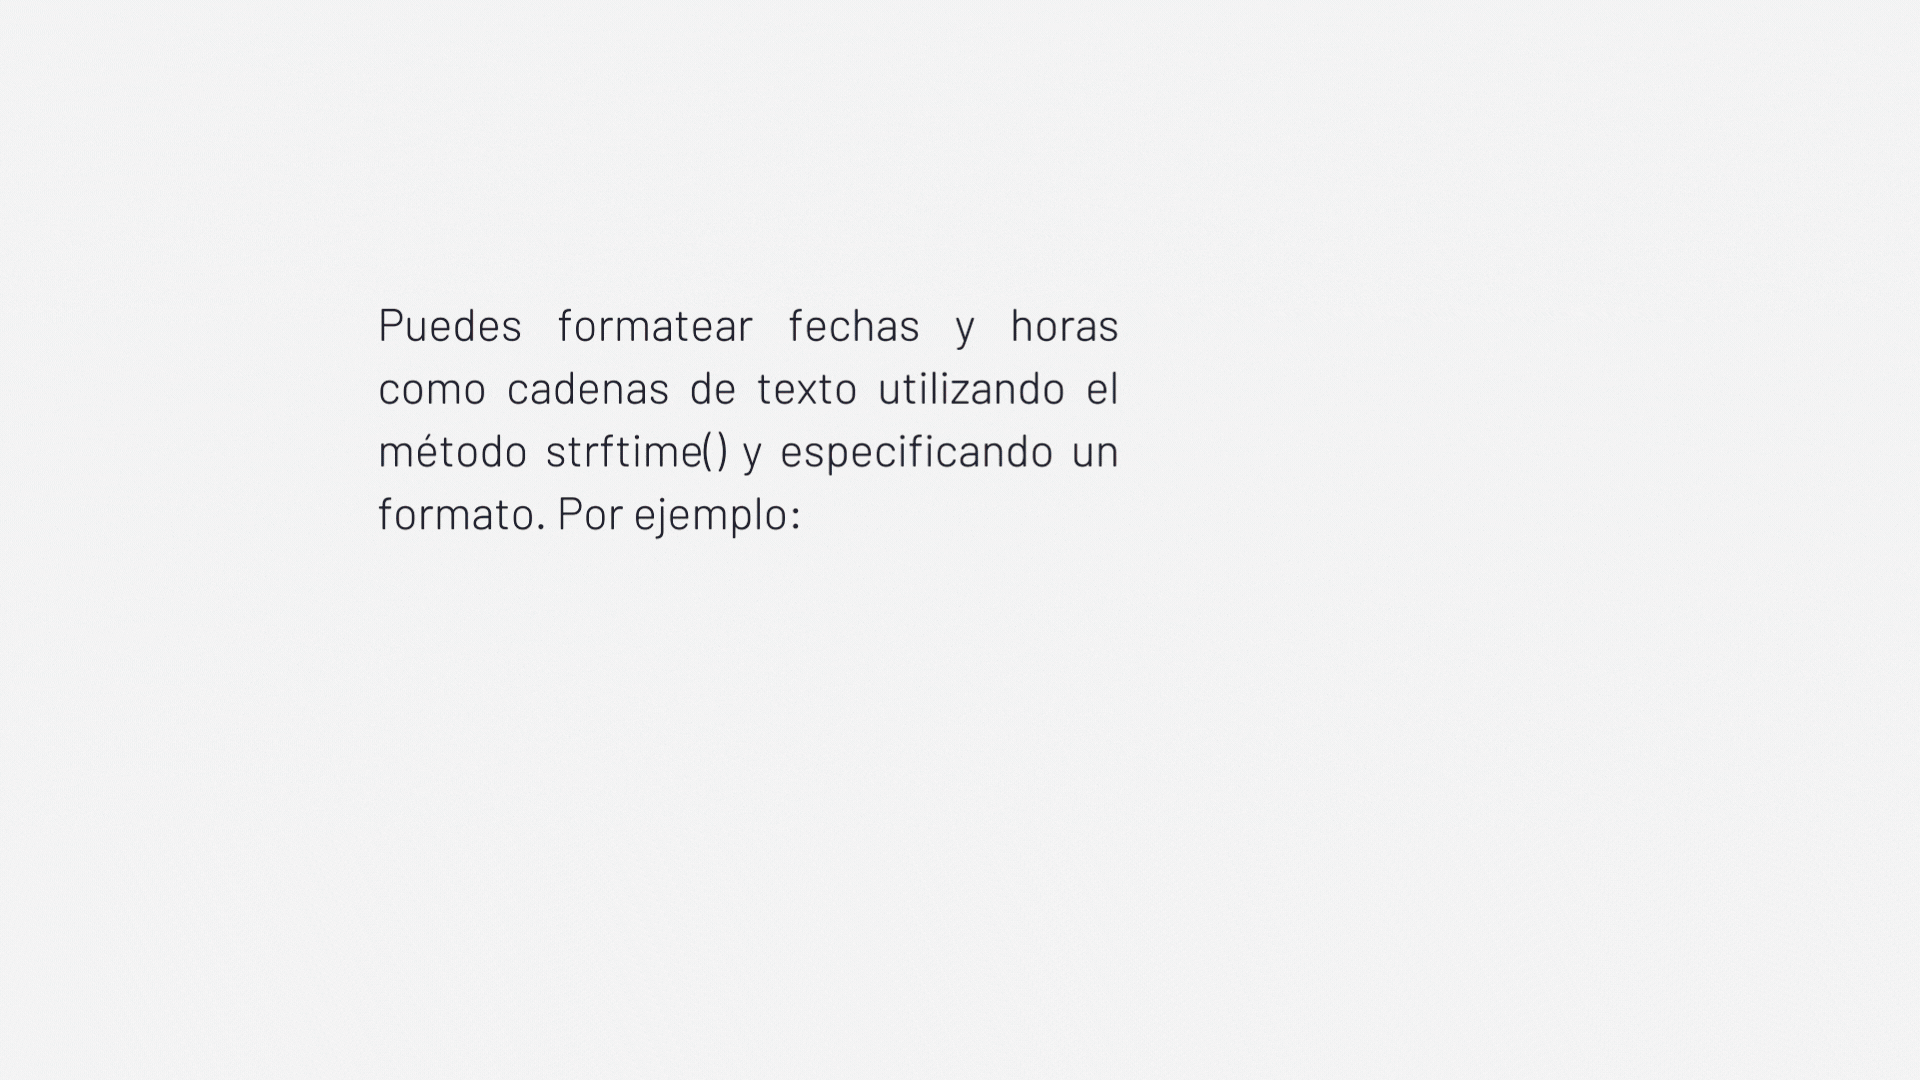 Puedes formatear fechas y horas
como cadenas de texto utilizando el
método strftime() y especificando un
formato. Por ejemplo: